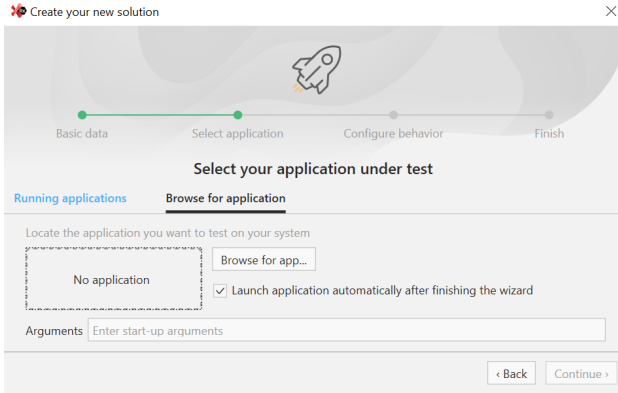 Create your new solution
Basic data Select application Configure behavior Finish
Select your application under test
Running applications Browse for application
Locate the application you want to test on your system
No application
Browse for app...
Launch application automatically after finishing the wizard
Arguments Enter start-up arguments
‹ Back Continue ›